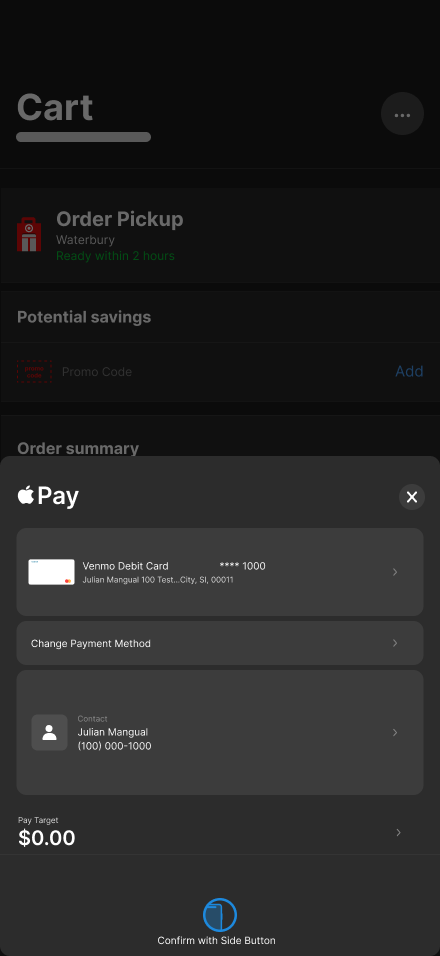 Cart
Order Pickup
Waterbury
Ready within 2 hours
Potential savings
Promo Code
Add
Order summary
Pay
Venmo Debit Card **** 1000
Julian Mangual 100 Test...City, SI, 00011
Change Payment Method
Contact
Julian Mangual
(100) 000-1000
Pay Target
$0.00
Confirm with Side Button